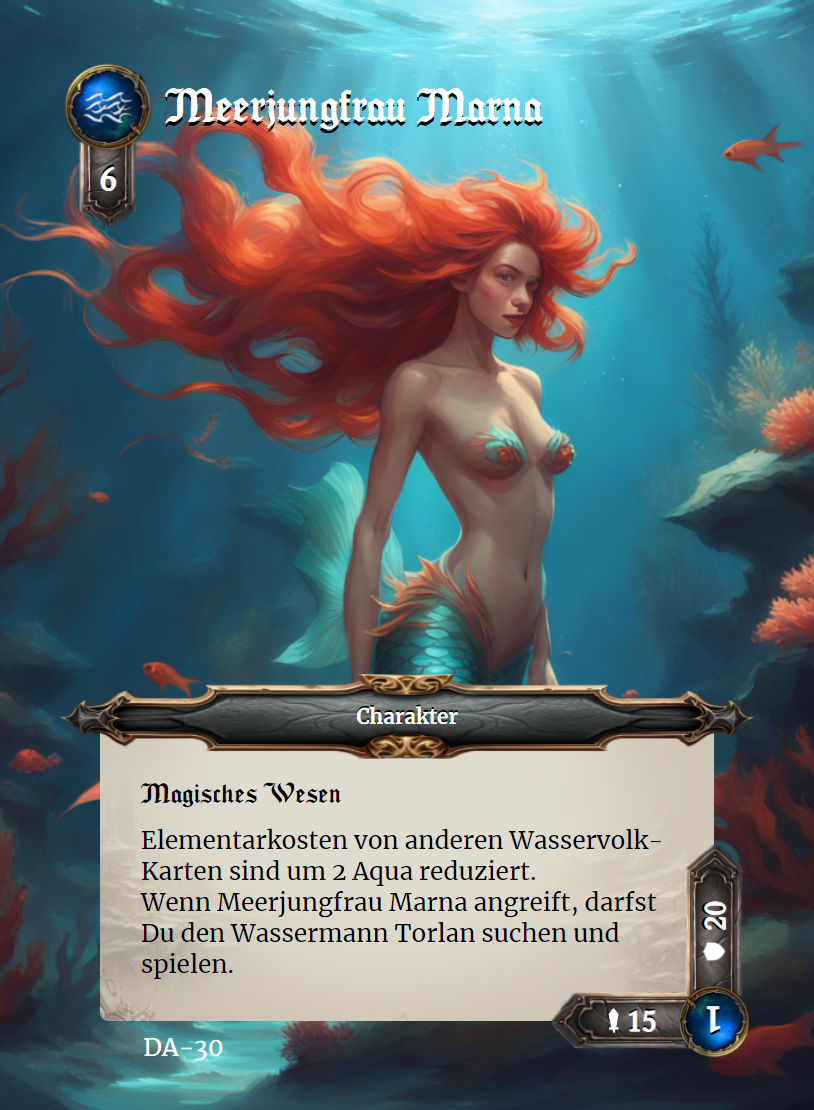 Meerjungfrau Marna
6
Charakter
Magisches Wesen
Elementarkosten von anderen Wasservolk-
Karten sind um 2 Aqua reduziert.
Wenn Meerjungfrau Marna angreift, darfst
Du den Wassermann Torlan suchen und
spielen.
20
15
1
DA-30